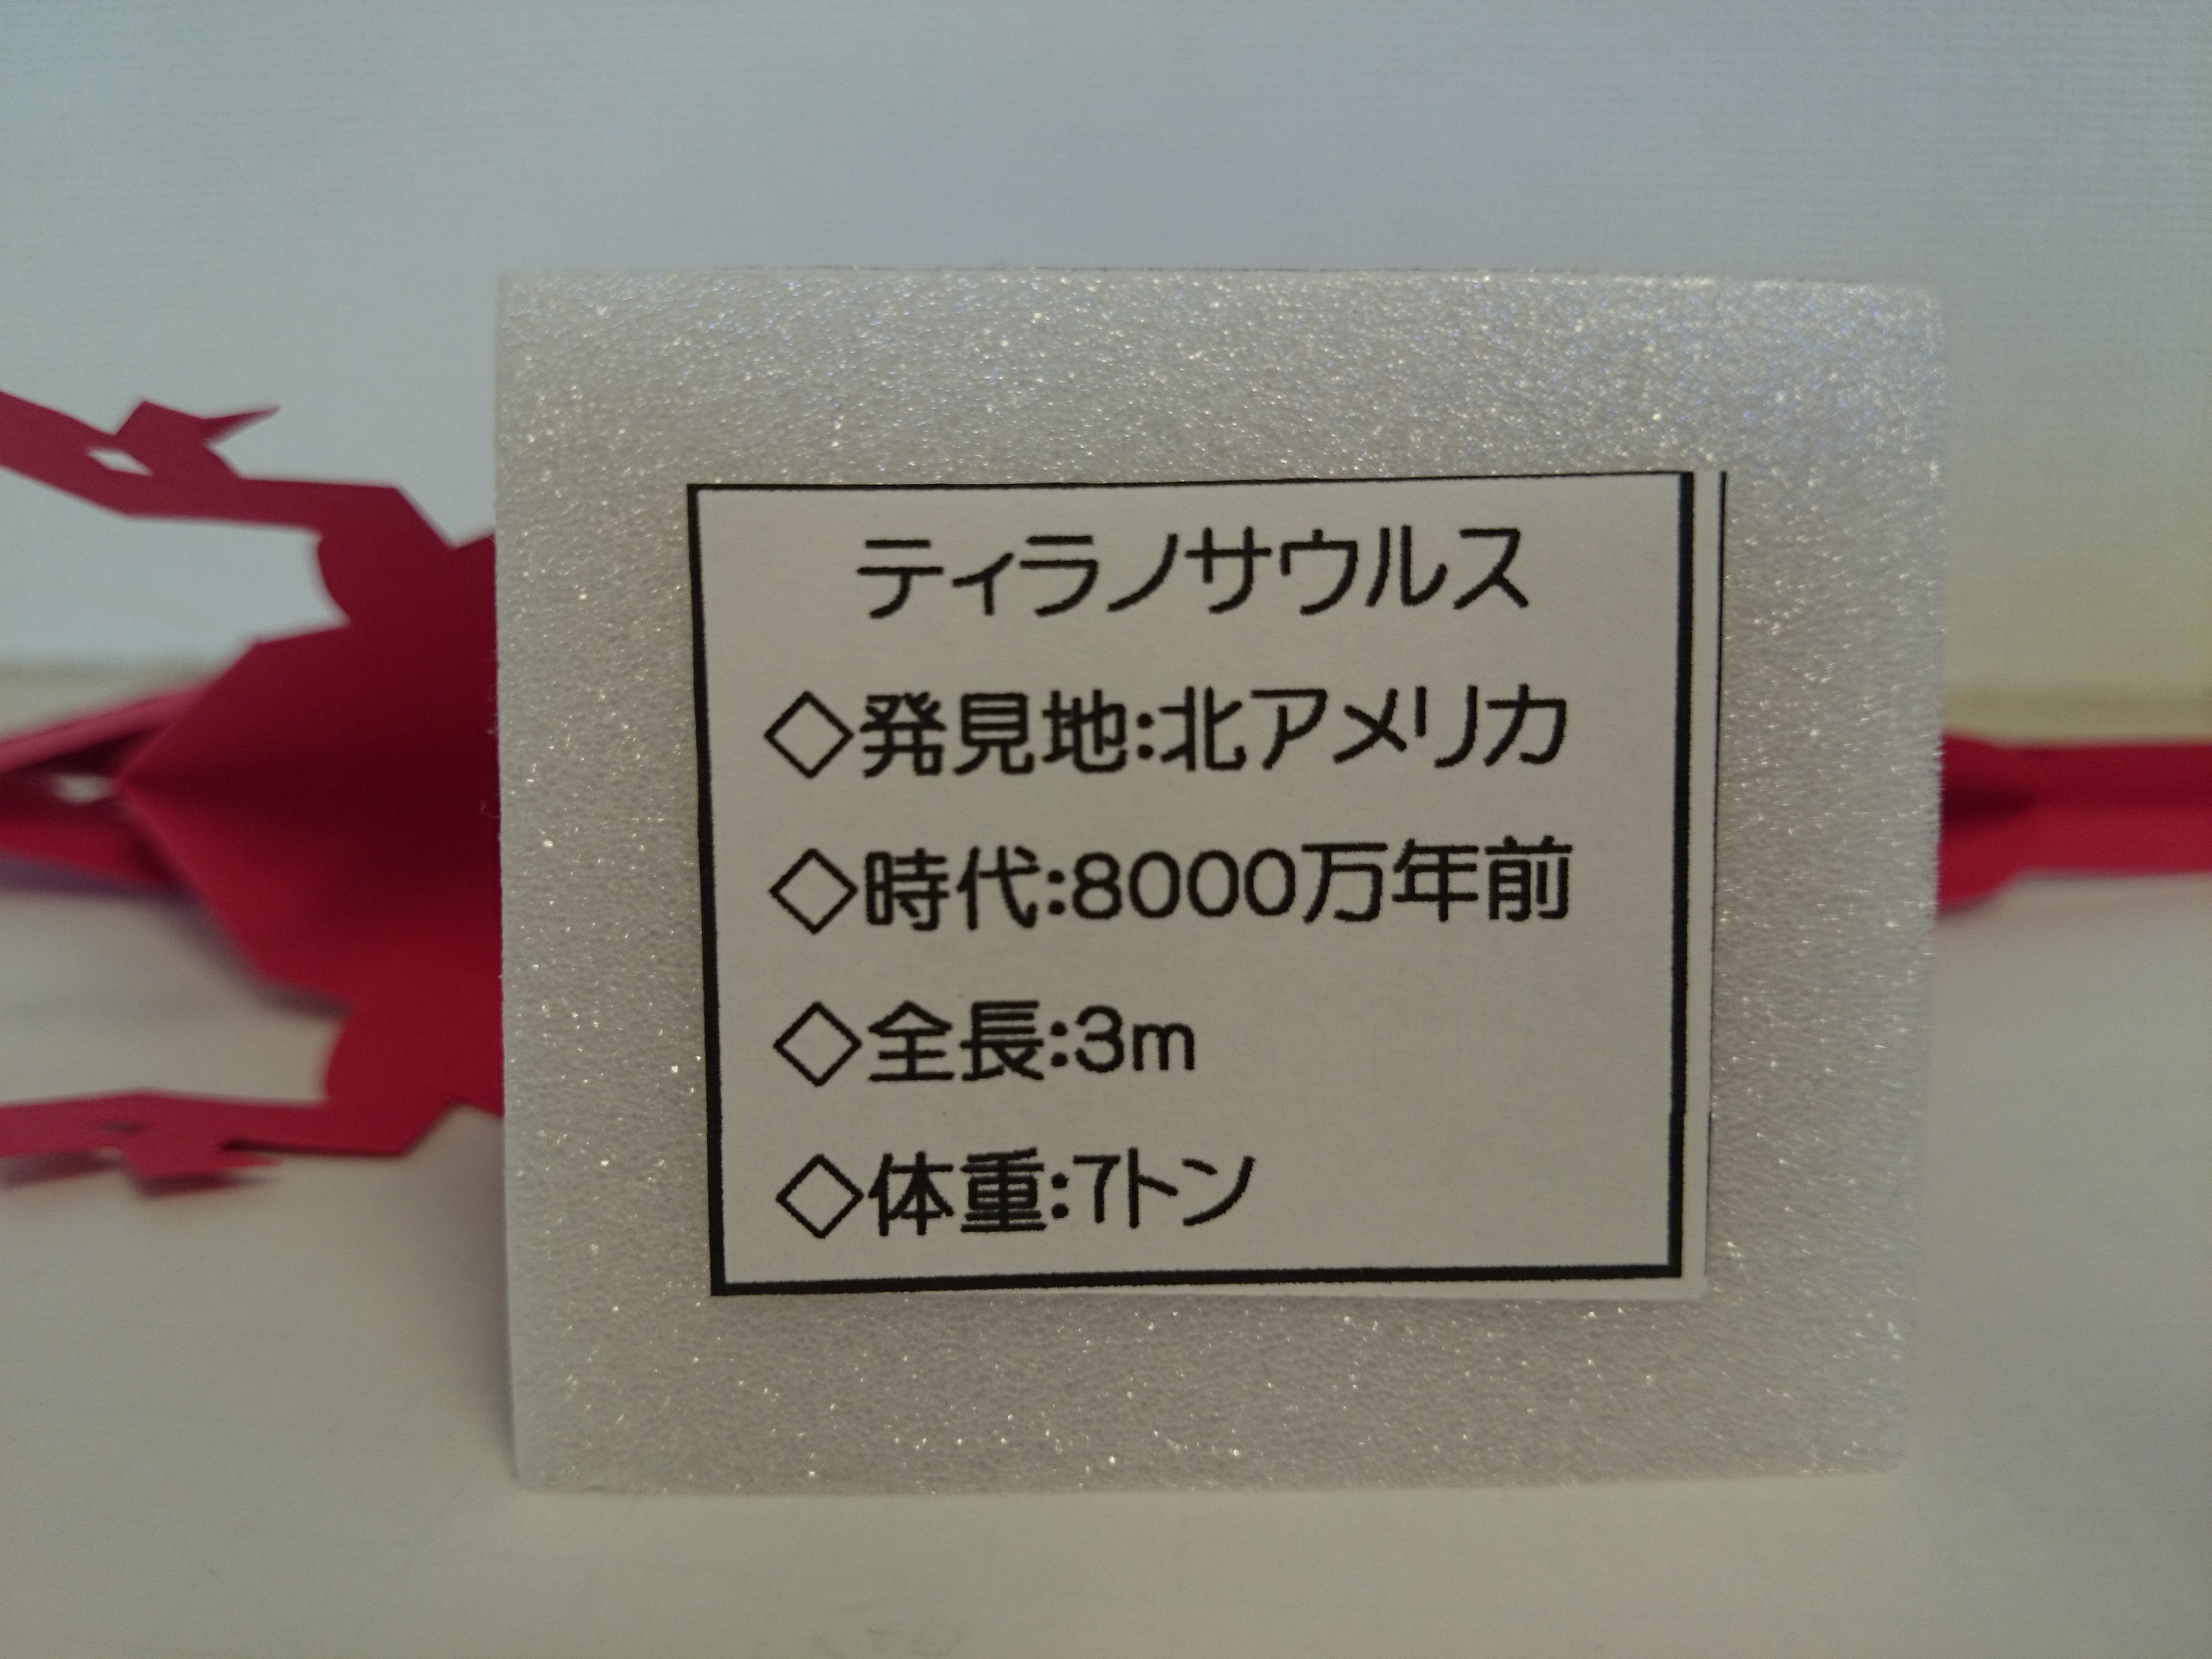 ティラノサウルス
◇発見地:北アメリカ
◇時代:8000万年前
◇全長:3m
◇体重:7トン